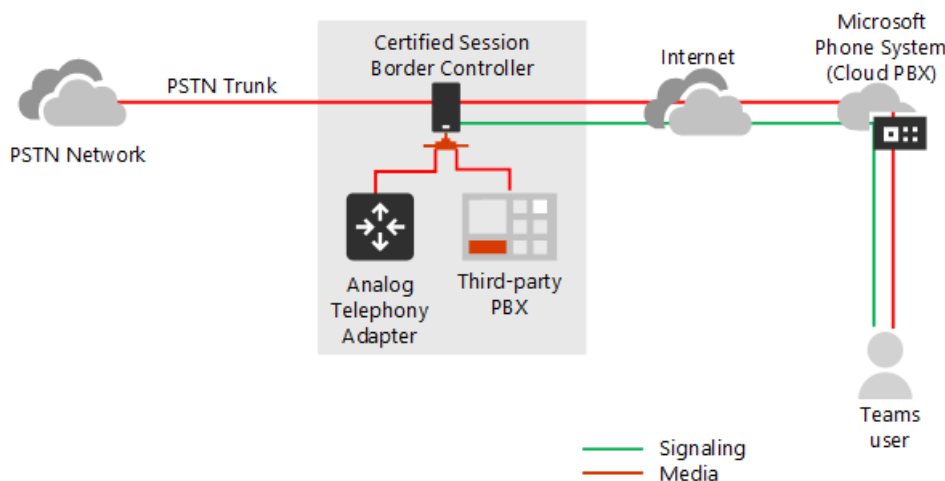 Microsoft
Phone System
(Cloud PBX)
Certified Session
Border Controller
Internet
PSTN Trunk
PSTN Network
Analog
Telephony
Adapter
Third-party
PBX
Teams
user
Signaling
Media